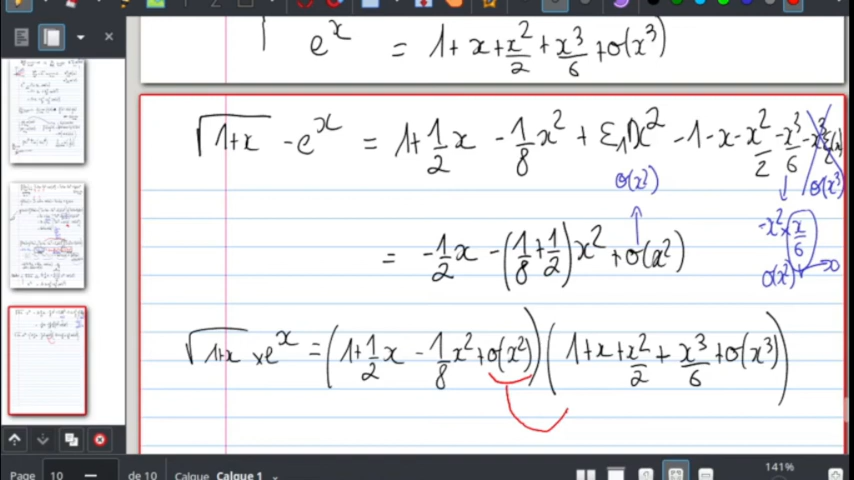 e^x = 1 + x + x²/2 + x³/6 + o(x³)
√(1+x) - e^x = 1 + 1/2 x - 1/8 x² + ε₁(x)x² - 1 - x - x²/2 - x³/6 - x³ε₂(x)
o(x²) ↓ o(x³)
-x² × x/6
= -1/2 x - (1/8 + 1/2) x² + o(x²)
o(x²) → 0
√(1+x) × e^x = (1 + 1/2 x - 1/8 x² + o(x²)) (1 + x + x²/2 + x³/6 + o(x³))
Page 10 de 10 Calque Calque 1 141%